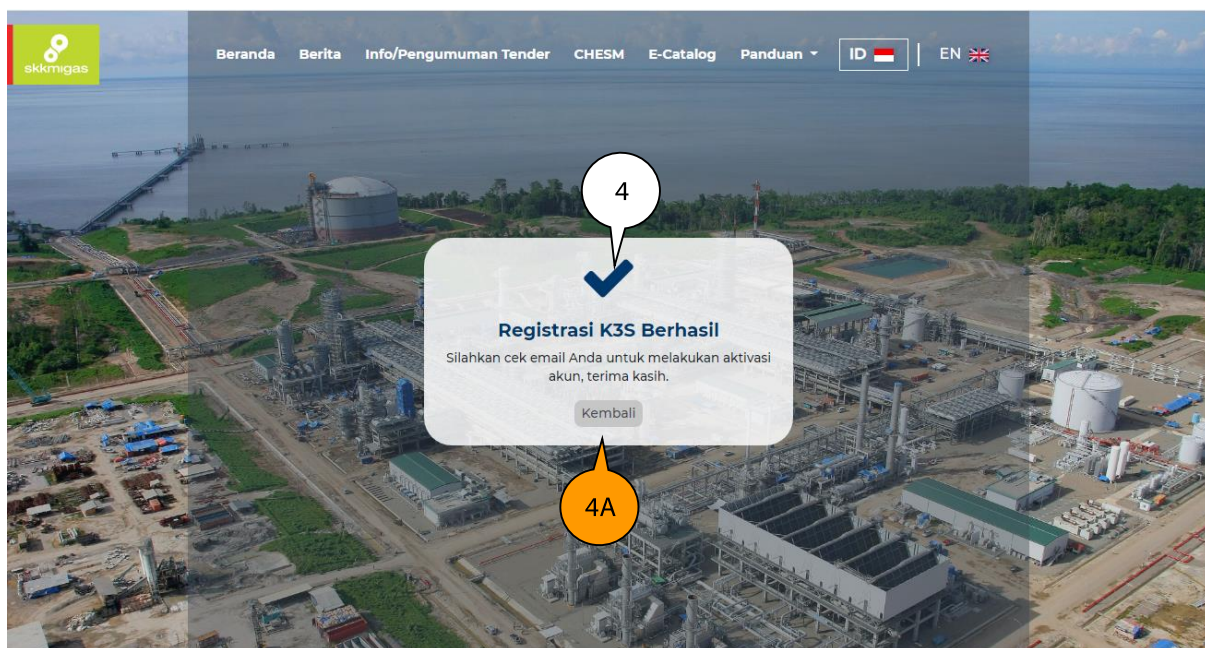 skkmigas
Beranda Berita Info/Pengumuman Tender CHESM E-Catalog Panduan ID EN
4
Registrasi K3S Berhasil
Silahkan cek email Anda untuk melakukan aktivasi
akun, terima kasih.
Kembali
4A